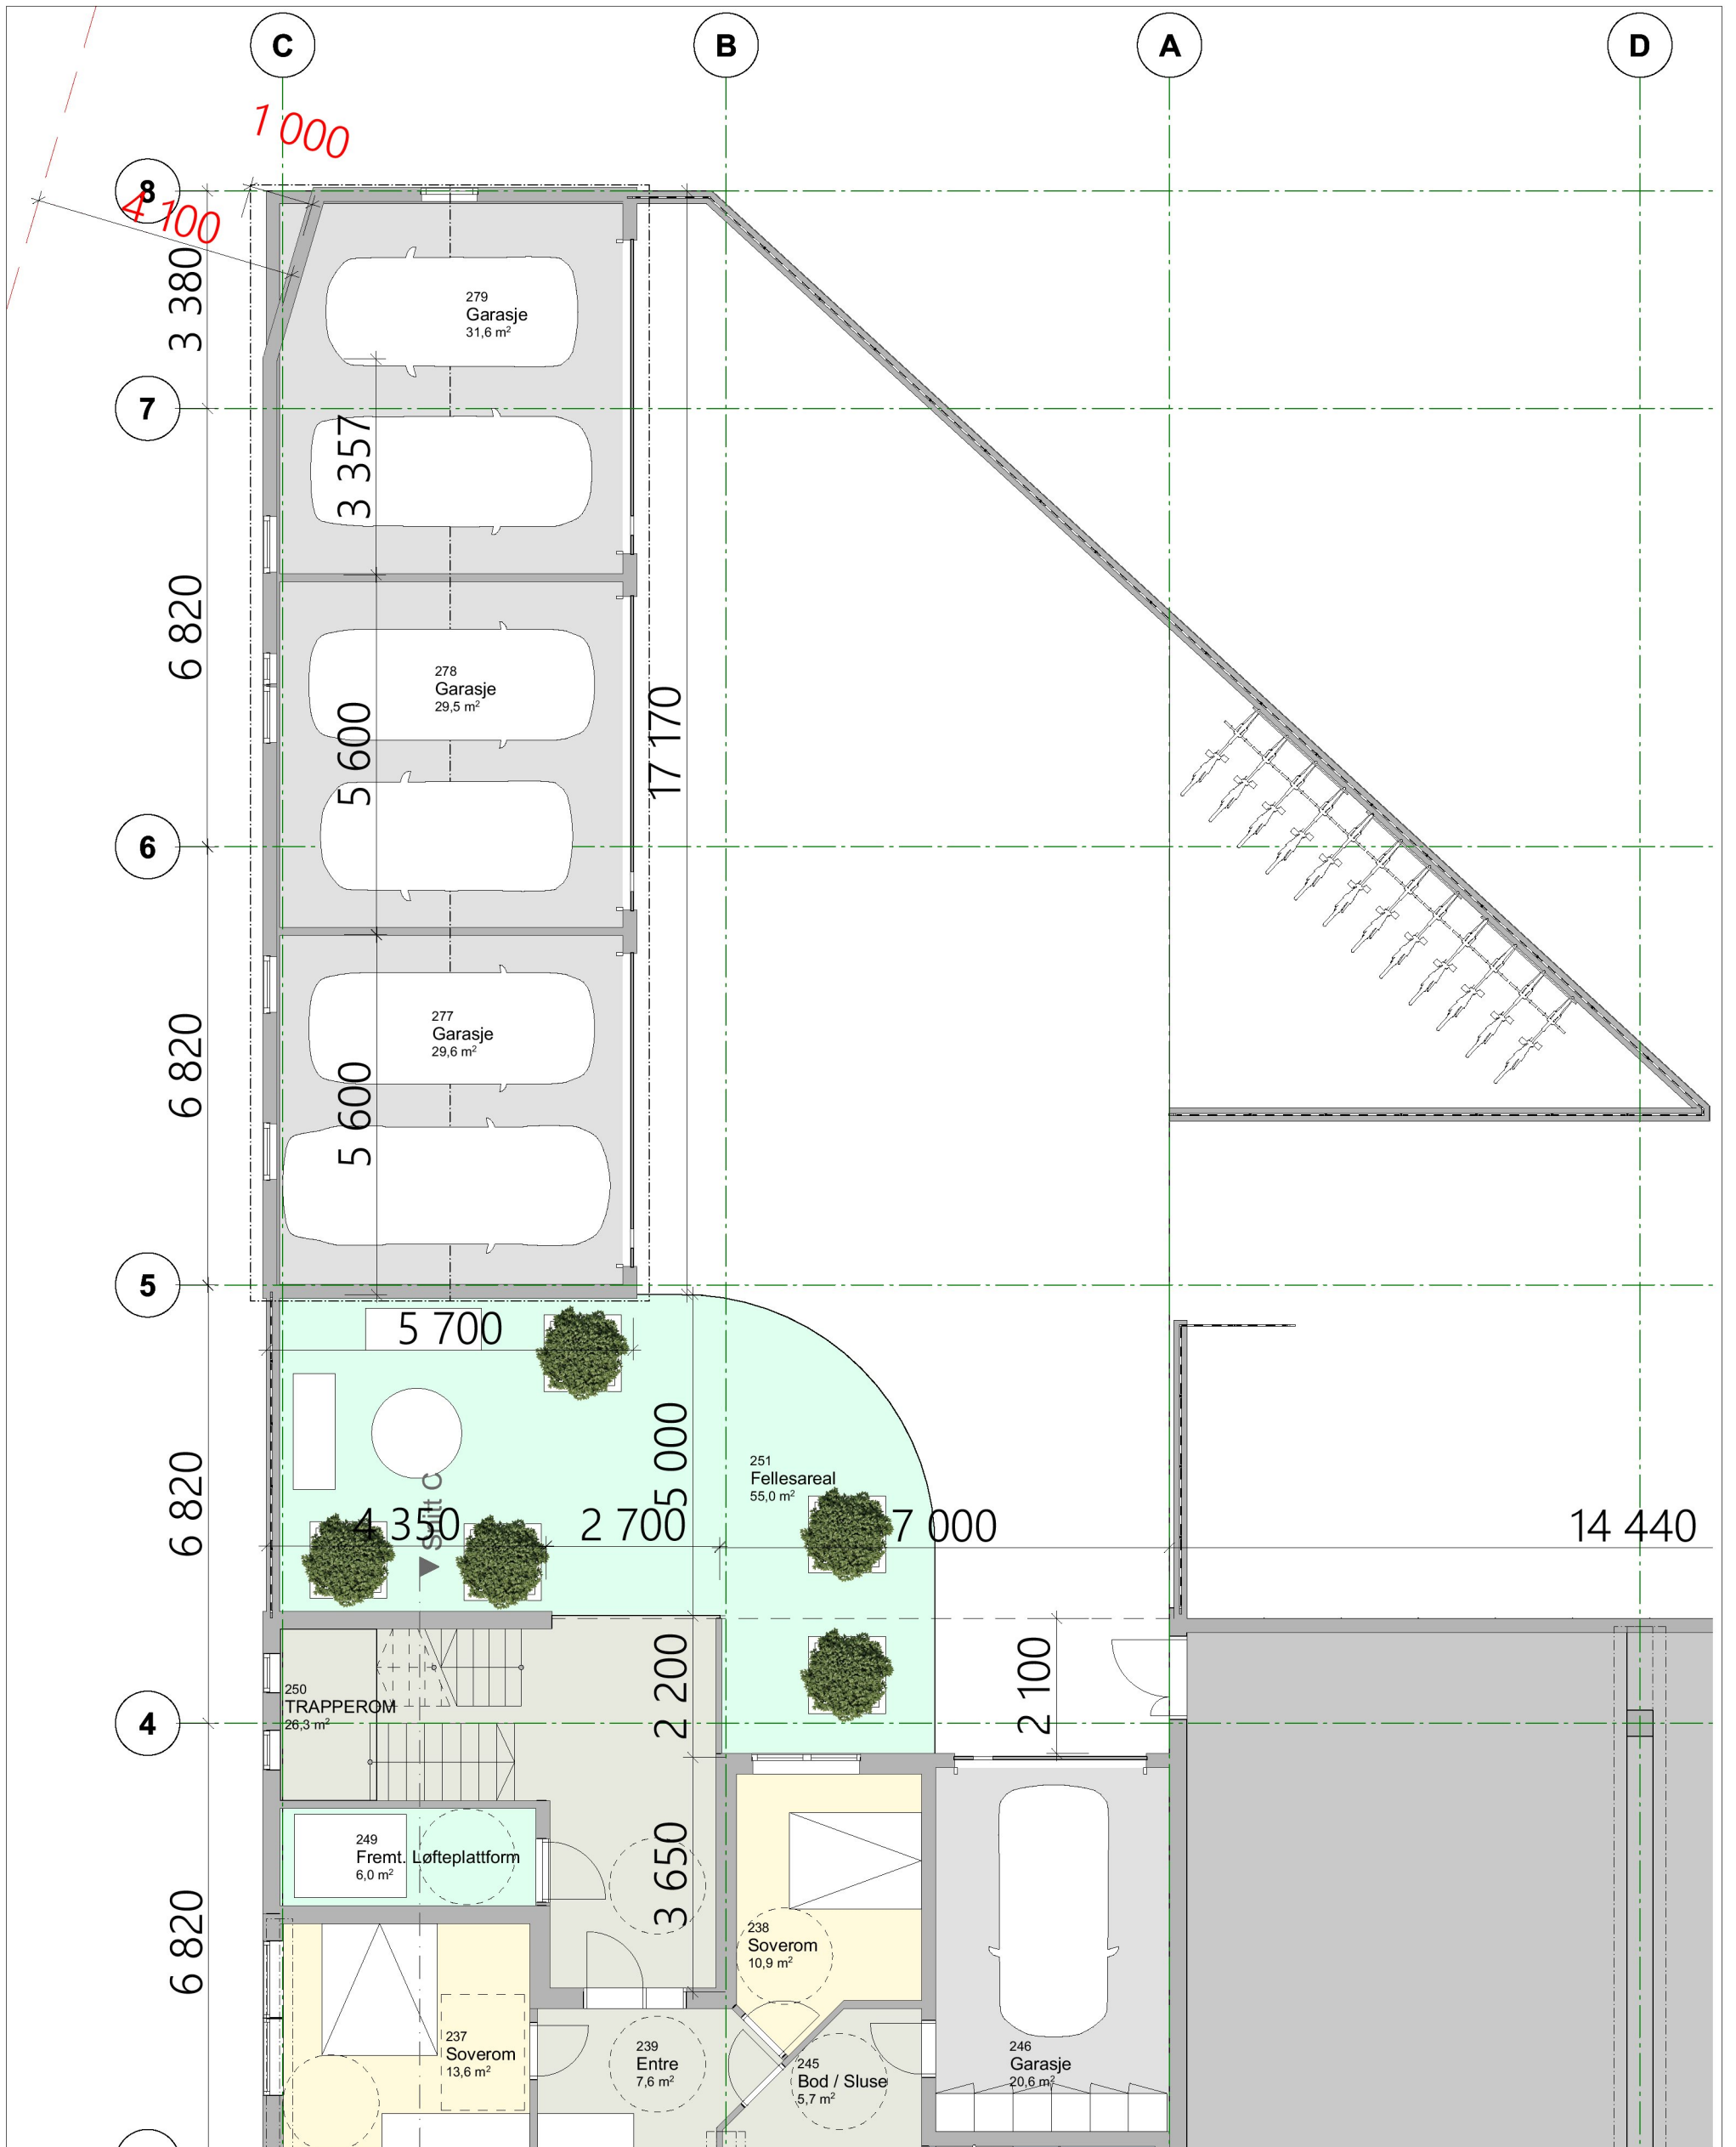 C
B
A
D
1 000
8
4 100
3 380
279
Garasje
31,6 m²
7
3 357
6 820
278
Garasje
29,5 m²
5 600
17 170
6
277
Garasje
29,6 m²
6 820
5 600
5
5 700
5 000
251
Fellesareal
55,0 m²
6 820
Snitt C
4 350
2 700
7 000
14 440
2 200
2 100
250
TRAPPEROM
26,3 m²
4
249
Fremt. Løfteplattform
6,0 m²
3 650
6 820
238
Soverom
10,9 m²
237
Soverom
13,6 m²
239
Entre
7,6 m²
245
Bod / Sluse
5,7 m²
246
Garasje
20,6 m²